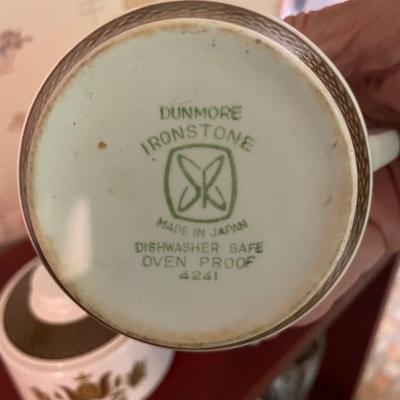 DUNMORE
IRONSTONE
MADE IN JAPAN
DISHWASHER SAFE
OVEN PROOF
4241